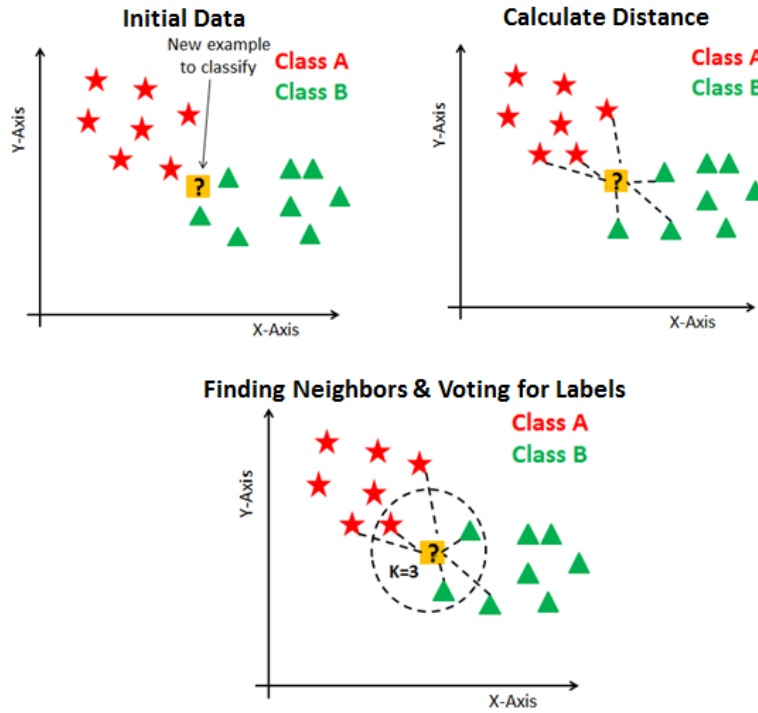 Initial Data
New example
to classify
Class A
Class B
Y-Axis
?
X-Axis
Calculate Distance
Class A
Class B
Y-Axis
?
X-Axis
Finding Neighbors & Voting for Labels
Class A
Class B
Y-Axis
?
K=3
X-Axis